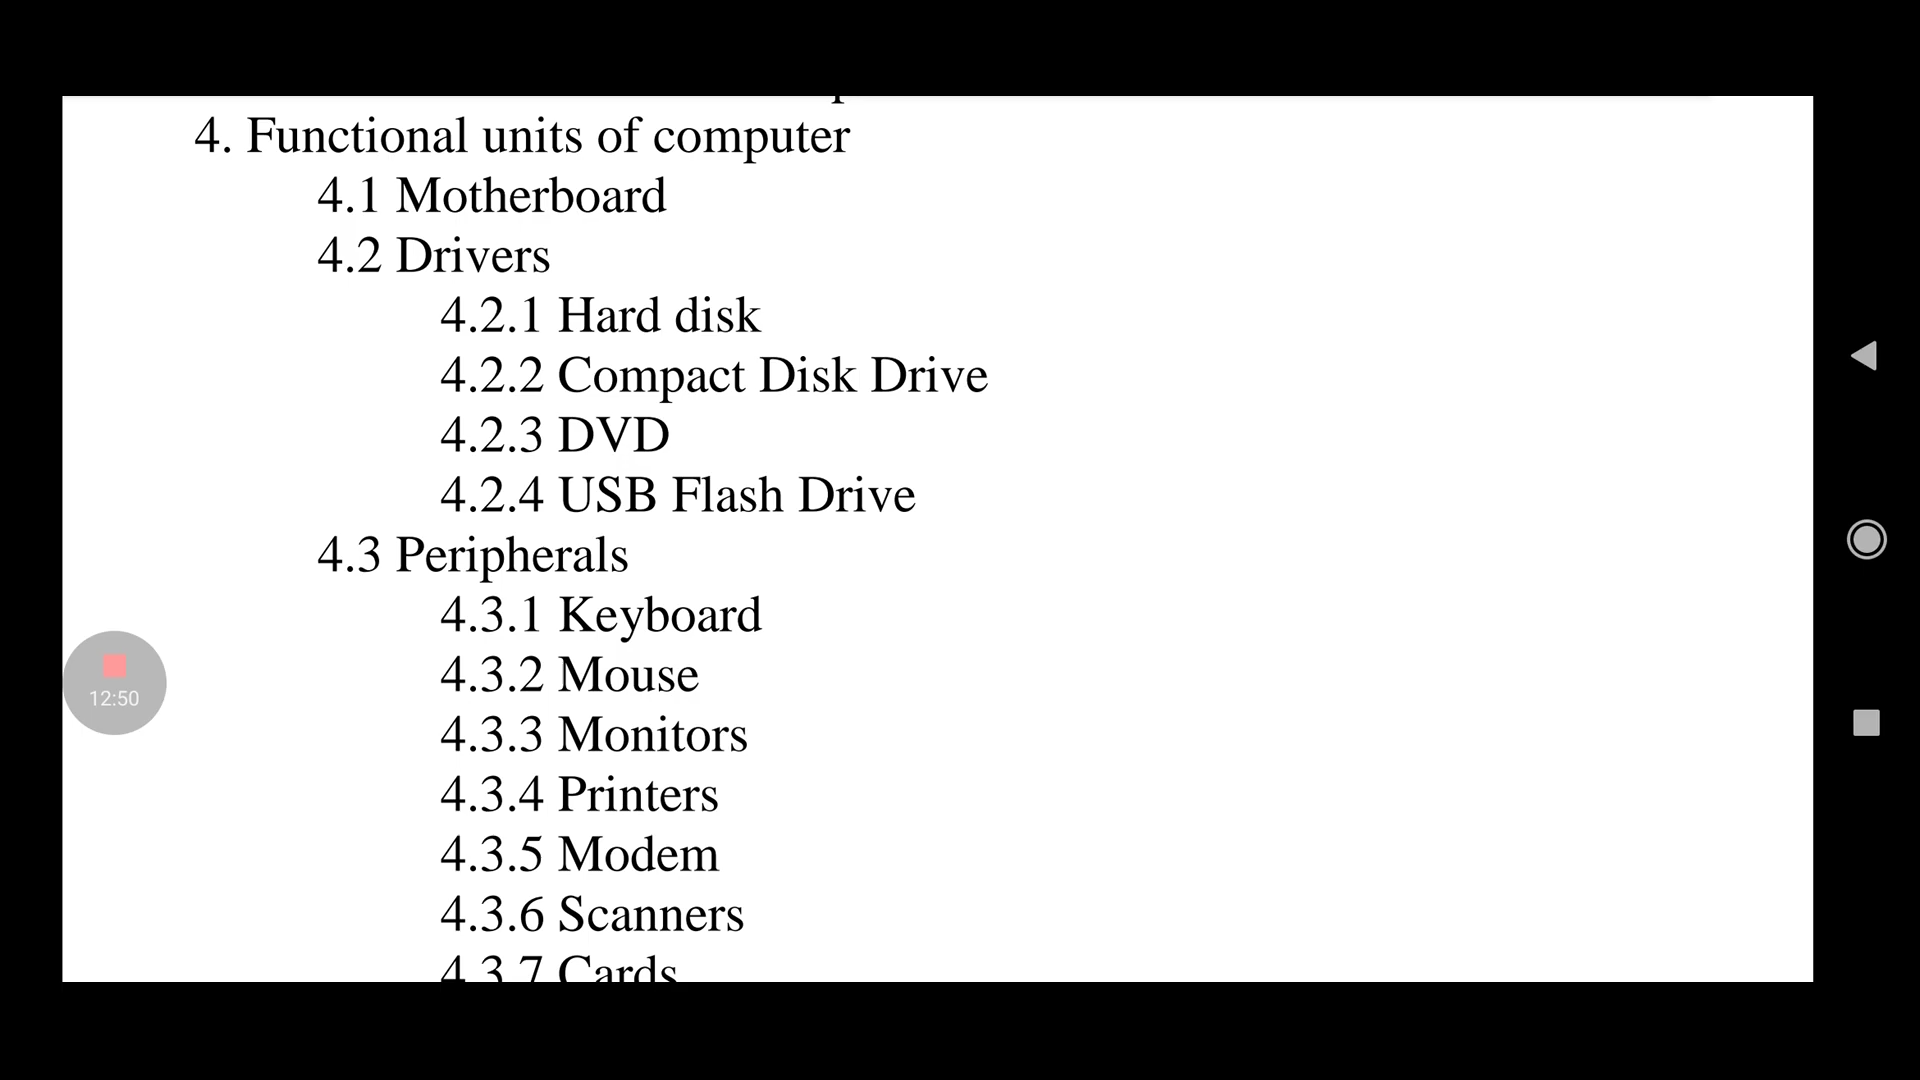 4. Functional units of computer
4.1 Motherboard
4.2 Drivers
4.2.1 Hard disk
4.2.2 Compact Disk Drive
4.2.3 DVD
4.2.4 USB Flash Drive
4.3 Peripherals
4.3.1 Keyboard
4.3.2 Mouse
4.3.3 Monitors
4.3.4 Printers
4.3.5 Modem
4.3.6 Scanners
4.3.7 Cards
12:50